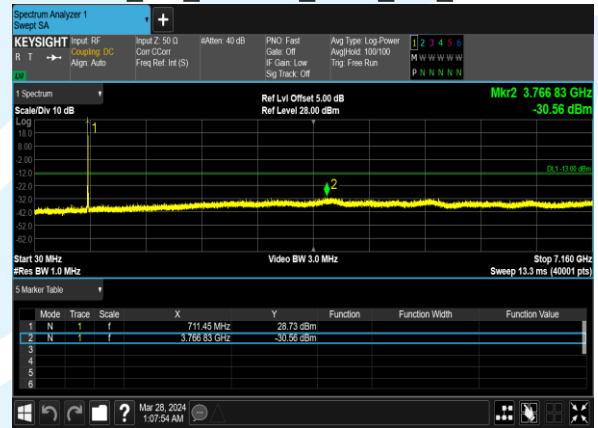 Spectrum Analyzer 1
Swept SA
+
KEYSIGHT
R T
LW
Input: RF
Coupling: DC
Align: Auto
Input Z: 50 Ω
Corr CCorr
Freq Ref: Int (S)
#Atten: 40 dB
PNO: Fast
Gate: Off
IF Gain: Low
Sig Track: Off
Avg Type: Log-Power
Avg|Hold: 100/100
Trig: Free Run
1 2 3 4 5 6
M W W W W W
P N N N N N
1 Spectrum
Scale/Div 10 dB
Ref Lvl Offset 5.00 dB
Ref Level 28.00 dBm
Mkr2 3.766 83 GHz
-30.56 dBm
Log
1
18.0
8.00
-2.00
DL1 -13.00 dBm
-12.0
-22.0
2
-32.0
-42.0
-52.0
-62.0
Start 30 MHz
Video BW 3.0 MHz
Stop 7.160 GHz
#Res BW 1.0 MHz
Sweep 13.3 ms (40001 pts)
5 Marker Table
Mode Trace Scale X Y Function Function Width Function Value
1 N 1 f 711.45 MHz 28.73 dBm
2 N 1 f 3.766 83 GHz -30.56 dBm
3
4
5
6
?
Mar 28, 2024
1:07:54 AM